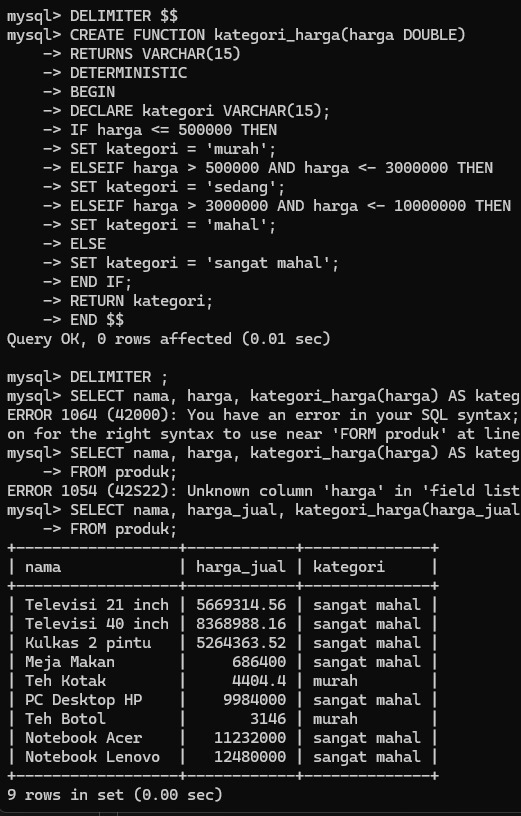 mysql> DELIMITER $$
mysql> CREATE FUNCTION kategori_harga(harga DOUBLE)
    -> RETURNS VARCHAR(15)
    -> DETERMINISTIC
    -> BEGIN
    -> DECLARE kategori VARCHAR(15);
    -> IF harga <= 500000 THEN
    -> SET kategori = 'murah';
    -> ELSEIF harga > 500000 AND harga <- 3000000 THEN
    -> SET kategori = 'sedang';
    -> ELSEIF harga > 3000000 AND harga <- 10000000 THEN
    -> SET kategori = 'mahal';
    -> ELSE
    -> SET kategori = 'sangat mahal';
    -> END IF;
    -> RETURN kategori;
    -> END $$
Query OK, 0 rows affected (0.01 sec)

mysql> DELIMITER ;
mysql> SELECT nama, harga, kategori_harga(harga) AS kateg
ERROR 1064 (42000): You have an error in your SQL syntax;
on for the right syntax to use near 'FORM produk' at line
mysql> SELECT nama, harga, kategori_harga(harga) AS kateg
    -> FROM produk;
ERROR 1054 (42S22): Unknown column 'harga' in 'field list
mysql> SELECT nama, harga_jual, kategori_harga(harga_jual
    -> FROM produk;
+------------------+------------+--------------+
| nama             | harga_jual | kategori     |
+------------------+------------+--------------+
| Televisi 21 inch | 5669314.56 | sangat mahal |
| Televisi 40 inch | 8368988.16 | sangat mahal |
| Kulkas 2 pintu   | 5264363.52 | sangat mahal |
| Meja Makan       |     686400 | sangat mahal |
| Teh Kotak        |     4404.4 | murah        |
| PC Desktop HP    |    9984000 | sangat mahal |
| Teh Botol        |       3146 | murah        |
| Notebook Acer    |   11232000 | sangat mahal |
| Notebook Lenovo  |   12480000 | sangat mahal |
+------------------+------------+--------------+
9 rows in set (0.00 sec)